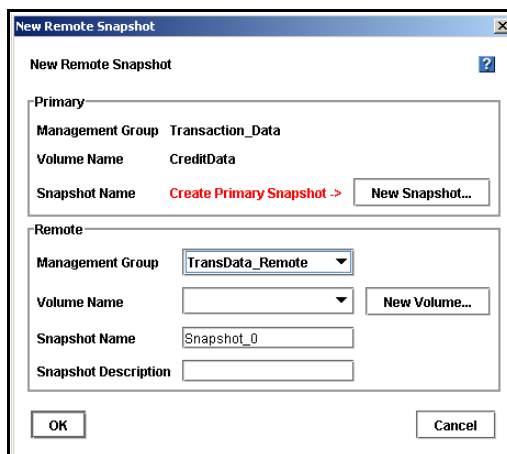 New Remote Snapshot
New Remote Snapshot
?
Primary
Management Group Transaction_Data
Volume Name CreditData
Snapshot Name Create Primary Snapshot -> New Snapshot...
Remote
Management Group TransData_Remote
Volume Name New Volume...
Snapshot Name Snapshot_0
Snapshot Description
OK Cancel